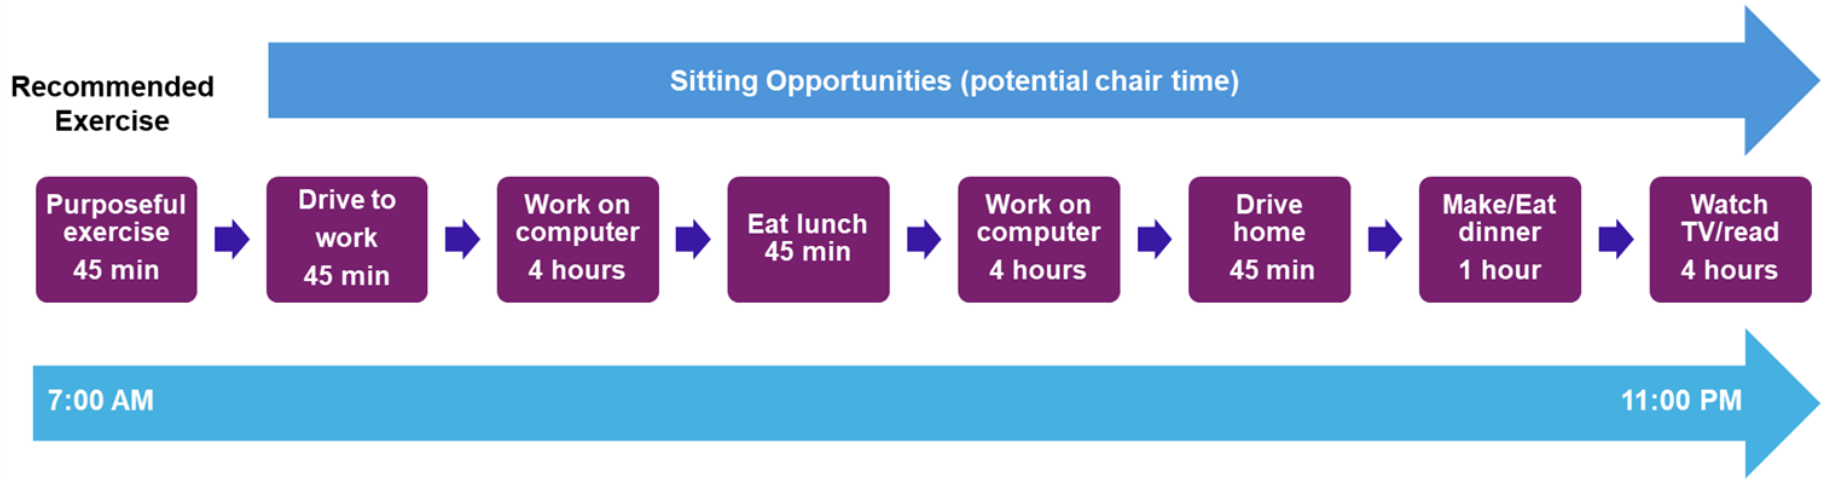 Sitting Opportunities (potential chair time)
Recommended
Exercise
Purposeful
exercise
45 min
Drive to
work
45 min
Work on
computer
4 hours
Eat lunch
45 min
Work on
computer
4 hours
Drive
home
45 min
Make/Eat
dinner
1 hour
Watch
TV/read
4 hours
7:00 AM
11:00 PM